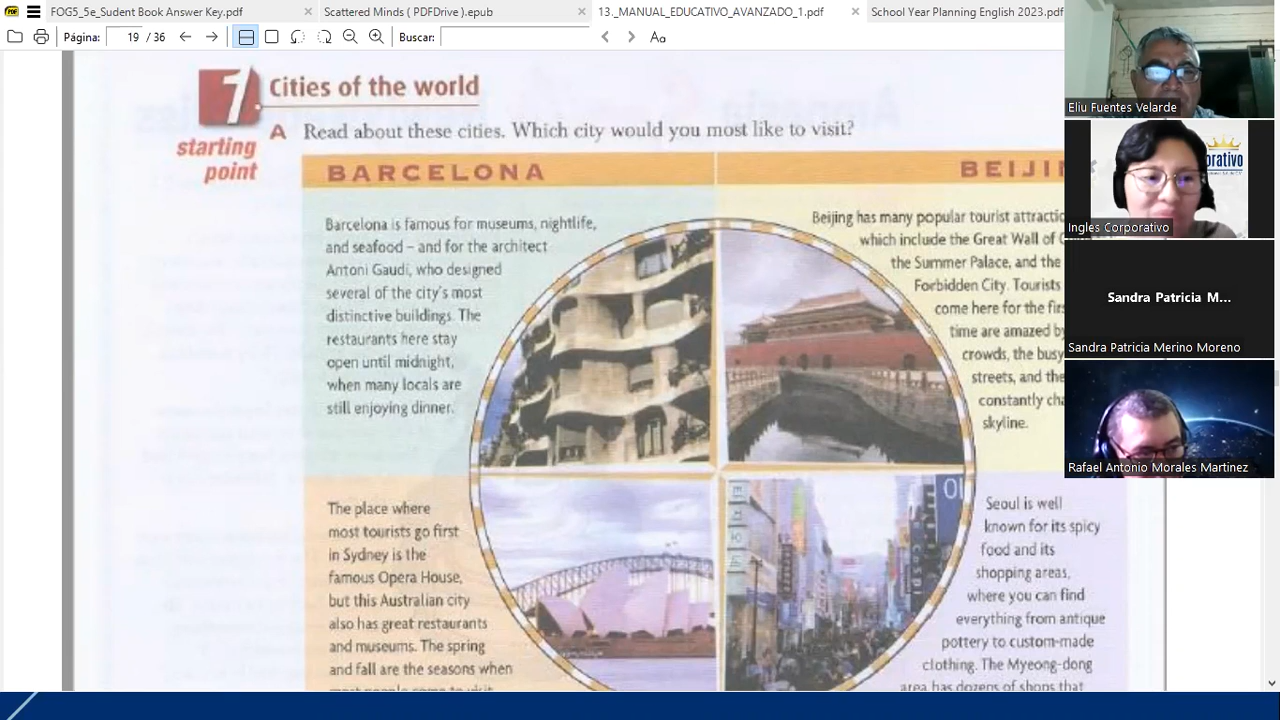 FOG5_5e_Sudent Book Answer Key.pdf
Scattered Minds ( PDFDrive ).epub
13._MANUAL_EDUCATIVO_AVANZADO_1.pdf
School Year Planning English 2023.pdf
Página:
19 / 36
Buscar:
Aa
1
Cities of the world
starting
point
A Read about these cities. Which city would you most like to visit?
BARCELONA
Barcelona is famous for museums, nightlife,
and seafood – and for the architect
Antoni Gaudí, who designed
several of the city's most
distinctive buildings. The
restaurants here stay
open until midnight,
when many locals are
still enjoying dinner.
BEIJIN
Beijing has many popular tourist attractio
which include the Great Wall of
the Summer Palace, and the
Forbidden City. Tourists
come here for the firs
time are amazed by
crowds, the busy
streets, and the
constantly cha
skyline.
The place where
most tourists go first
in Sydney is the
famous Opera House,
but this Australian city
also has great restaurants
and museums. The spring
and fall are the seasons when
most people come to visit
Seoul is well
known for its spicy
food and its
shopping areas,
where you can find
everything from antique
pottery to custom-made
clothing. The Myeong-dong
area has dozens of shops that
Eliu Fuentes Velarde
orativo
Ingles Corporativo
Sandra Patricia M...
Sandra Patricia Merino Moreno
Rafael Antonio Morales Martinez